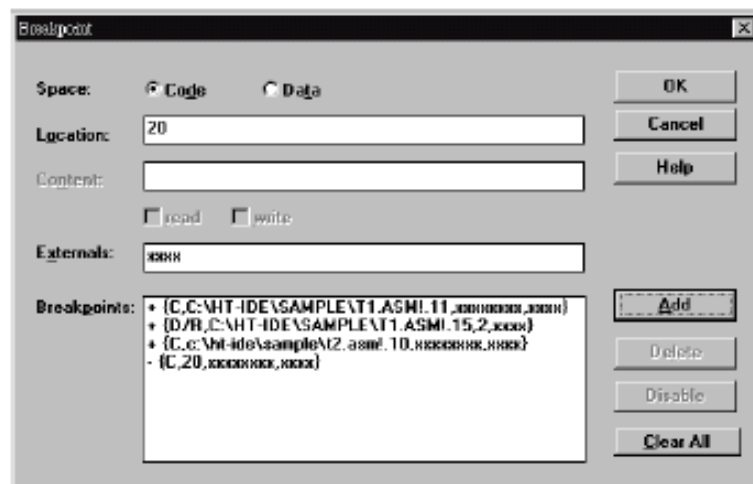 Breakpoint
Space: Code Data OK
Location: 20 Cancel
Content: Help
read write
Externals: xxxx
Breakpoints: + {C,C:\HT-IDE\SAMPLE\T1.ASM!.11,xxxxxxxx,xxxx} Add
+ {D/R,C:\HT-IDE\SAMPLE\T1.ASM!.15,2,xxxx}
+ {C,c:\ht-ide\sample\t2.asm!.10,xxxxxxxx,xxxx} Delete
- {C,20,xxxxxxxx,xxxx}
Disable
Clear All